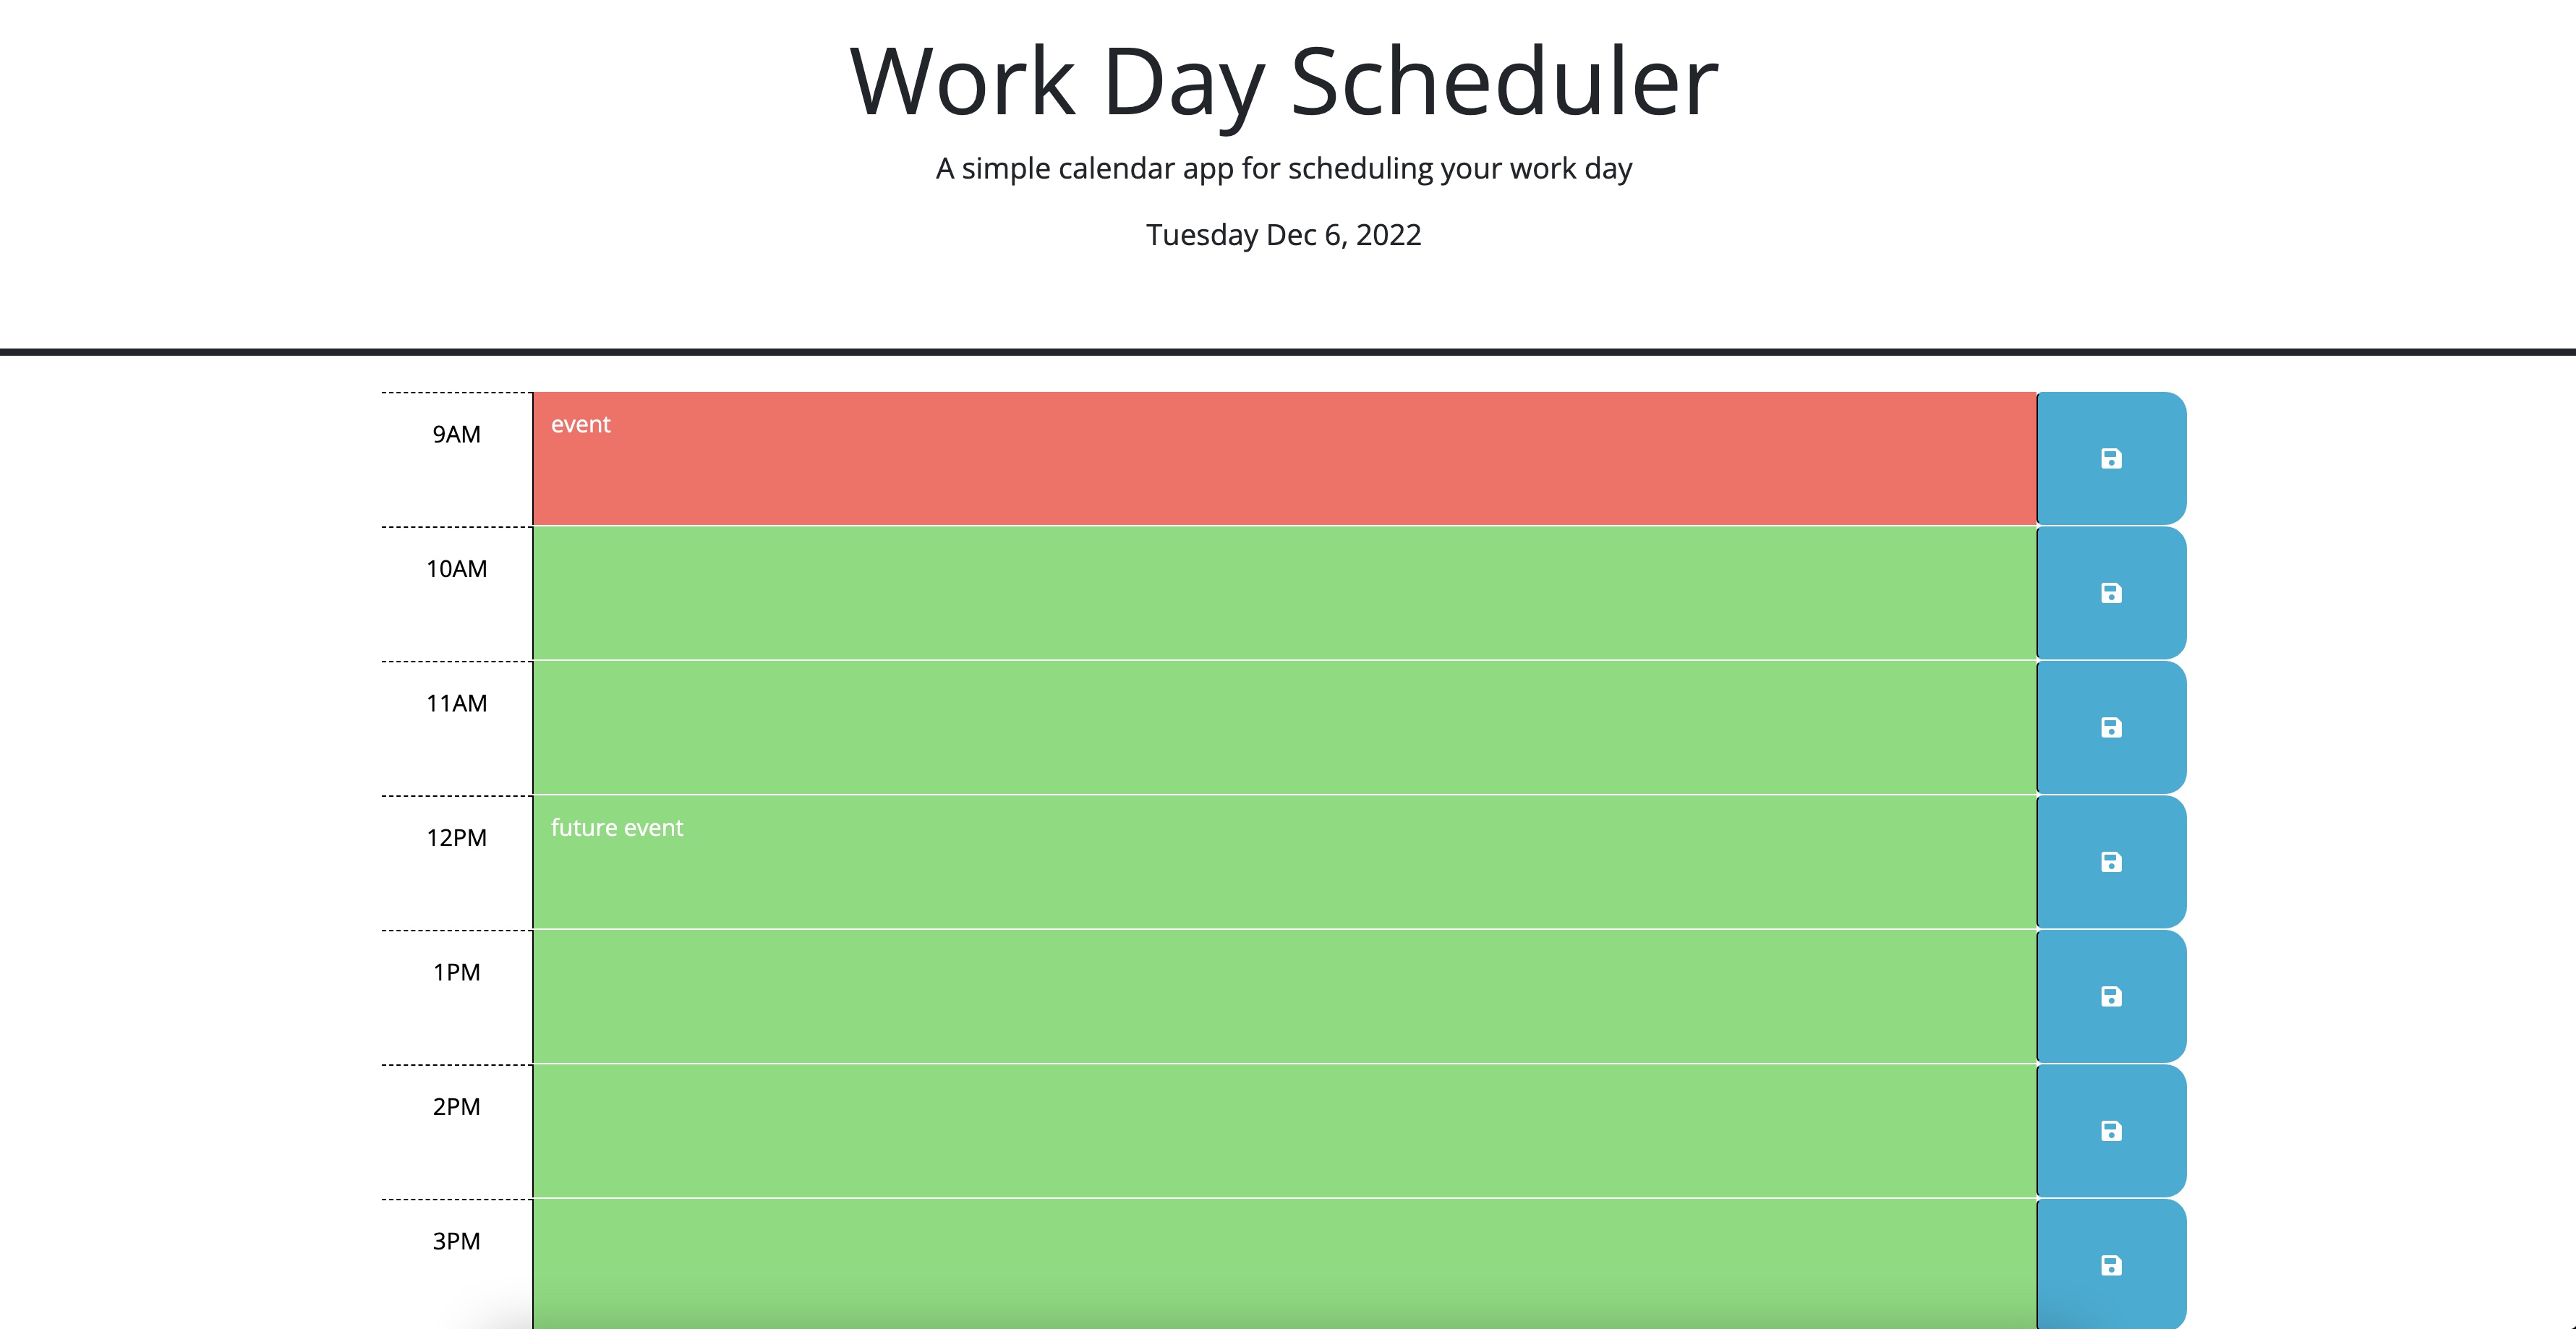 Work Day Scheduler
A simple calendar app for scheduling your work day
Tuesday Dec 6, 2022
9AM
event
10AM
11AM
12PM
future event
1PM
2PM
3PM